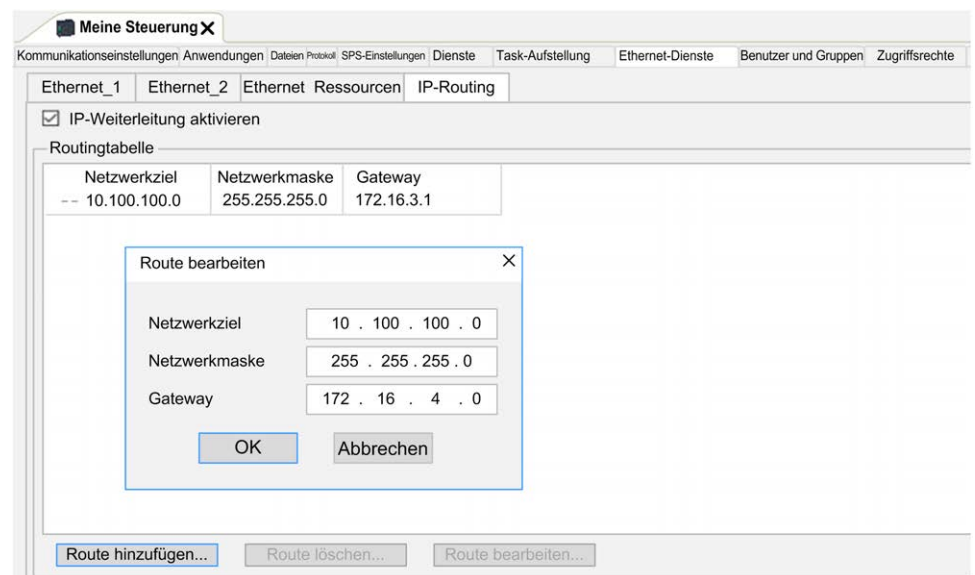 Meine Steuerung X
Kommunikationseinstellungen Anwendungen Dateien Protokoll SPS-Einstellungen Dienste Task-Aufstellung Ethernet-Dienste Benutzer und Gruppen Zugriffsrechte
Ethernet_1 Ethernet_2 Ethernet Ressourcen IP-Routing
IP-Weiterleitung aktivieren
Routingtabelle
Netzwerkziel Netzwerkmaske Gateway
-- 10.100.100.0 255.255.255.0 172.16.3.1
Route bearbeiten X
Netzwerkziel 10 . 100 . 100 . 0
Netzwerkmaske 255 . 255 . 255 . 0
Gateway 172 . 16 . 4 . 0
OK Abbrechen
Route hinzufügen... Route löschen... Route bearbeiten...